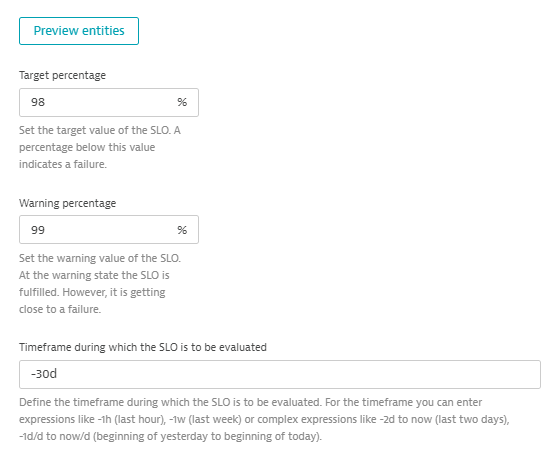 Preview entities
Target percentage
98 %
Set the target value of the SLO. A
percentage below this value
indicates a failure.
Warning percentage
99 %
Set the warning value of the SLO.
At the warning state the SLO is
fulfilled. However, it is getting
close to a failure.
Timeframe during which the SLO is to be evaluated
-30d
Define the timeframe during which the SLO is to be evaluated. For the timeframe you can enter
expressions like -1h (last hour), -1w (last week) or complex expressions like -2d to now (last two days),
-1d/d to now/d (beginning of yesterday to beginning of today).